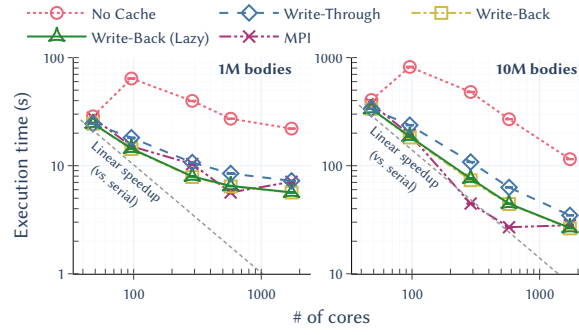 No Cache
Write-Through
Write-Back
Write-Back (Lazy)
MPI
Execution time (s)
1M bodies
100
10
1
Linear speedup
(vs. serial)
100
1000
10M bodies
1000
100
10
Linear speedup
(vs. serial)
100
1000
# of cores